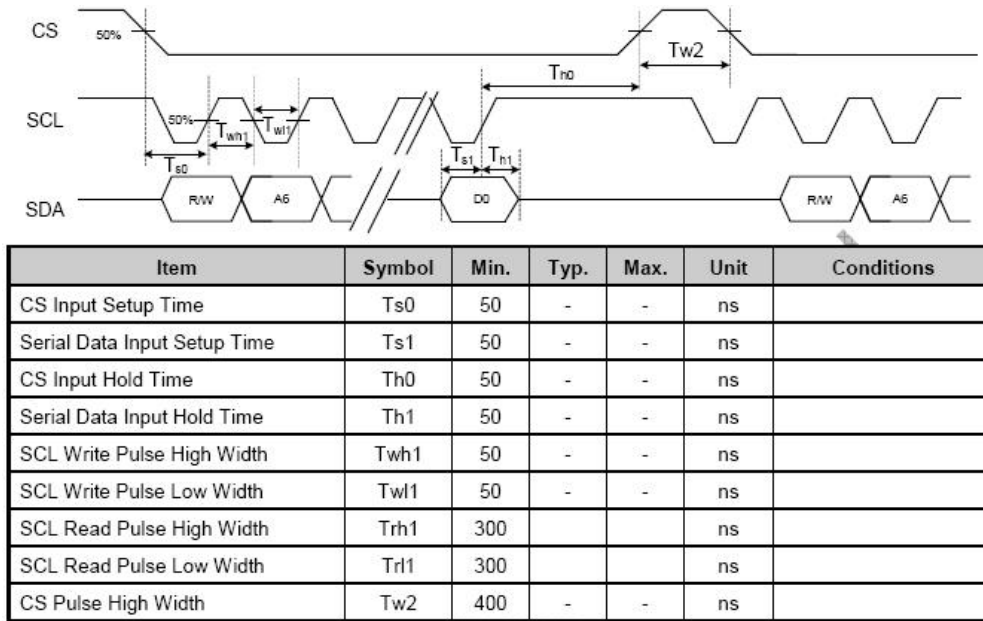 CS
50%
Tw2
Th0
SCL
50%
Twh1
Twl1
Ts0
Ts1
Th1
SDA
R/W
A6
D0
R/W
A6
Item Symbol Min. Typ. Max. Unit Conditions
CS Input Setup Time Ts0 50 - - ns
Serial Data Input Setup Time Ts1 50 - - ns
CS Input Hold Time Th0 50 - - ns
Serial Data Input Hold Time Th1 50 - - ns
SCL Write Pulse High Width Twh1 50 - - ns
SCL Write Pulse Low Width Twl1 50 - - ns
SCL Read Pulse High Width Trh1 300 ns
SCL Read Pulse Low Width Trl1 300 ns
CS Pulse High Width Tw2 400 - - ns